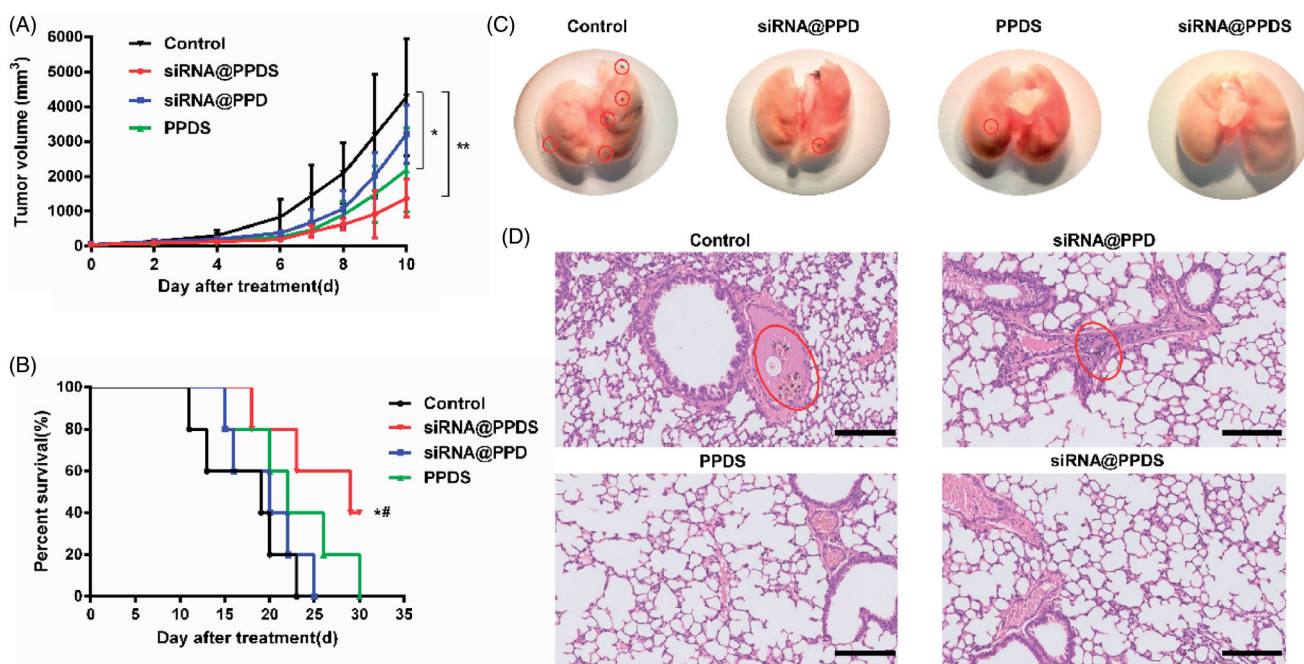 (A)
6000
5000
4000
3000
2000
1000
0
Tumor volume (mm³)
Control
siRNA@PPDS
siRNA@PPD
PPDS
*
**
0 2 4 6 8 10
Day after treatment(d)
(B)
100
80
60
40
20
0
Percent survival(%)
Control
siRNA@PPDS
siRNA@PPD
PPDS
*#
0 5 10 15 20 25 30 35
Day after treatment(d)
(C)
Control siRNA@PPD PPDS siRNA@PPDS
(D)
Control siRNA@PPD
PPDS siRNA@PPDS